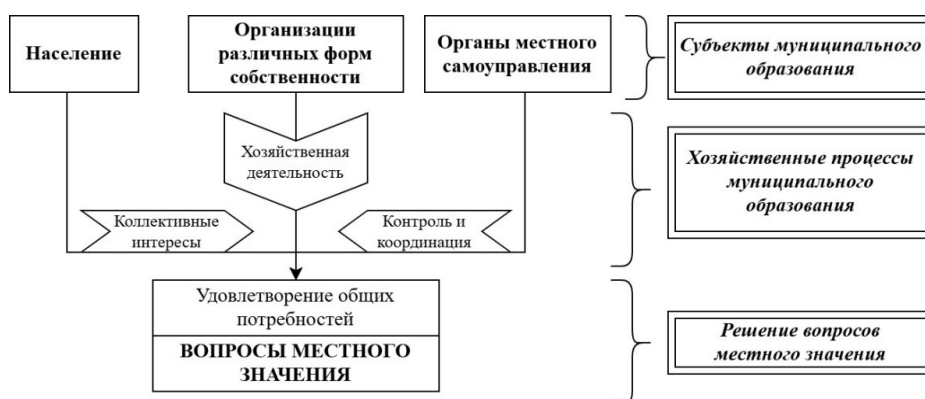 Население
Организации
различных форм
собственности
Органы местного
самоуправления
Субъекты муниципального
образования
Хозяйственная
деятельность
Хозяйственные процессы
муниципального
образования
Коллективные
интересы
Контроль и
координация
Удовлетворение общих
потребностей
ВОПРОСЫ МЕСТНОГО
ЗНАЧЕНИЯ
Решение вопросов
местного значения